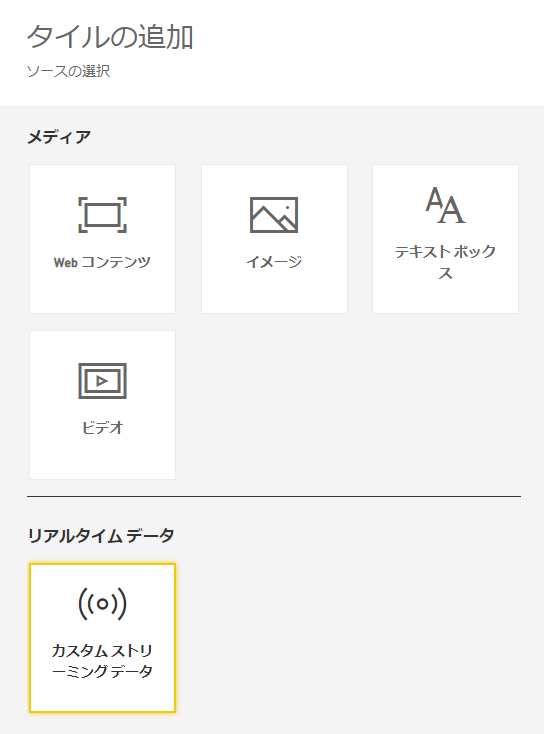 タイルの追加
ソースの選択
メディア
Web コンテンツ
イメージ
テキスト ボック
ス
ビデオ
リアルタイム データ
カスタム ストリ
ーミング データ